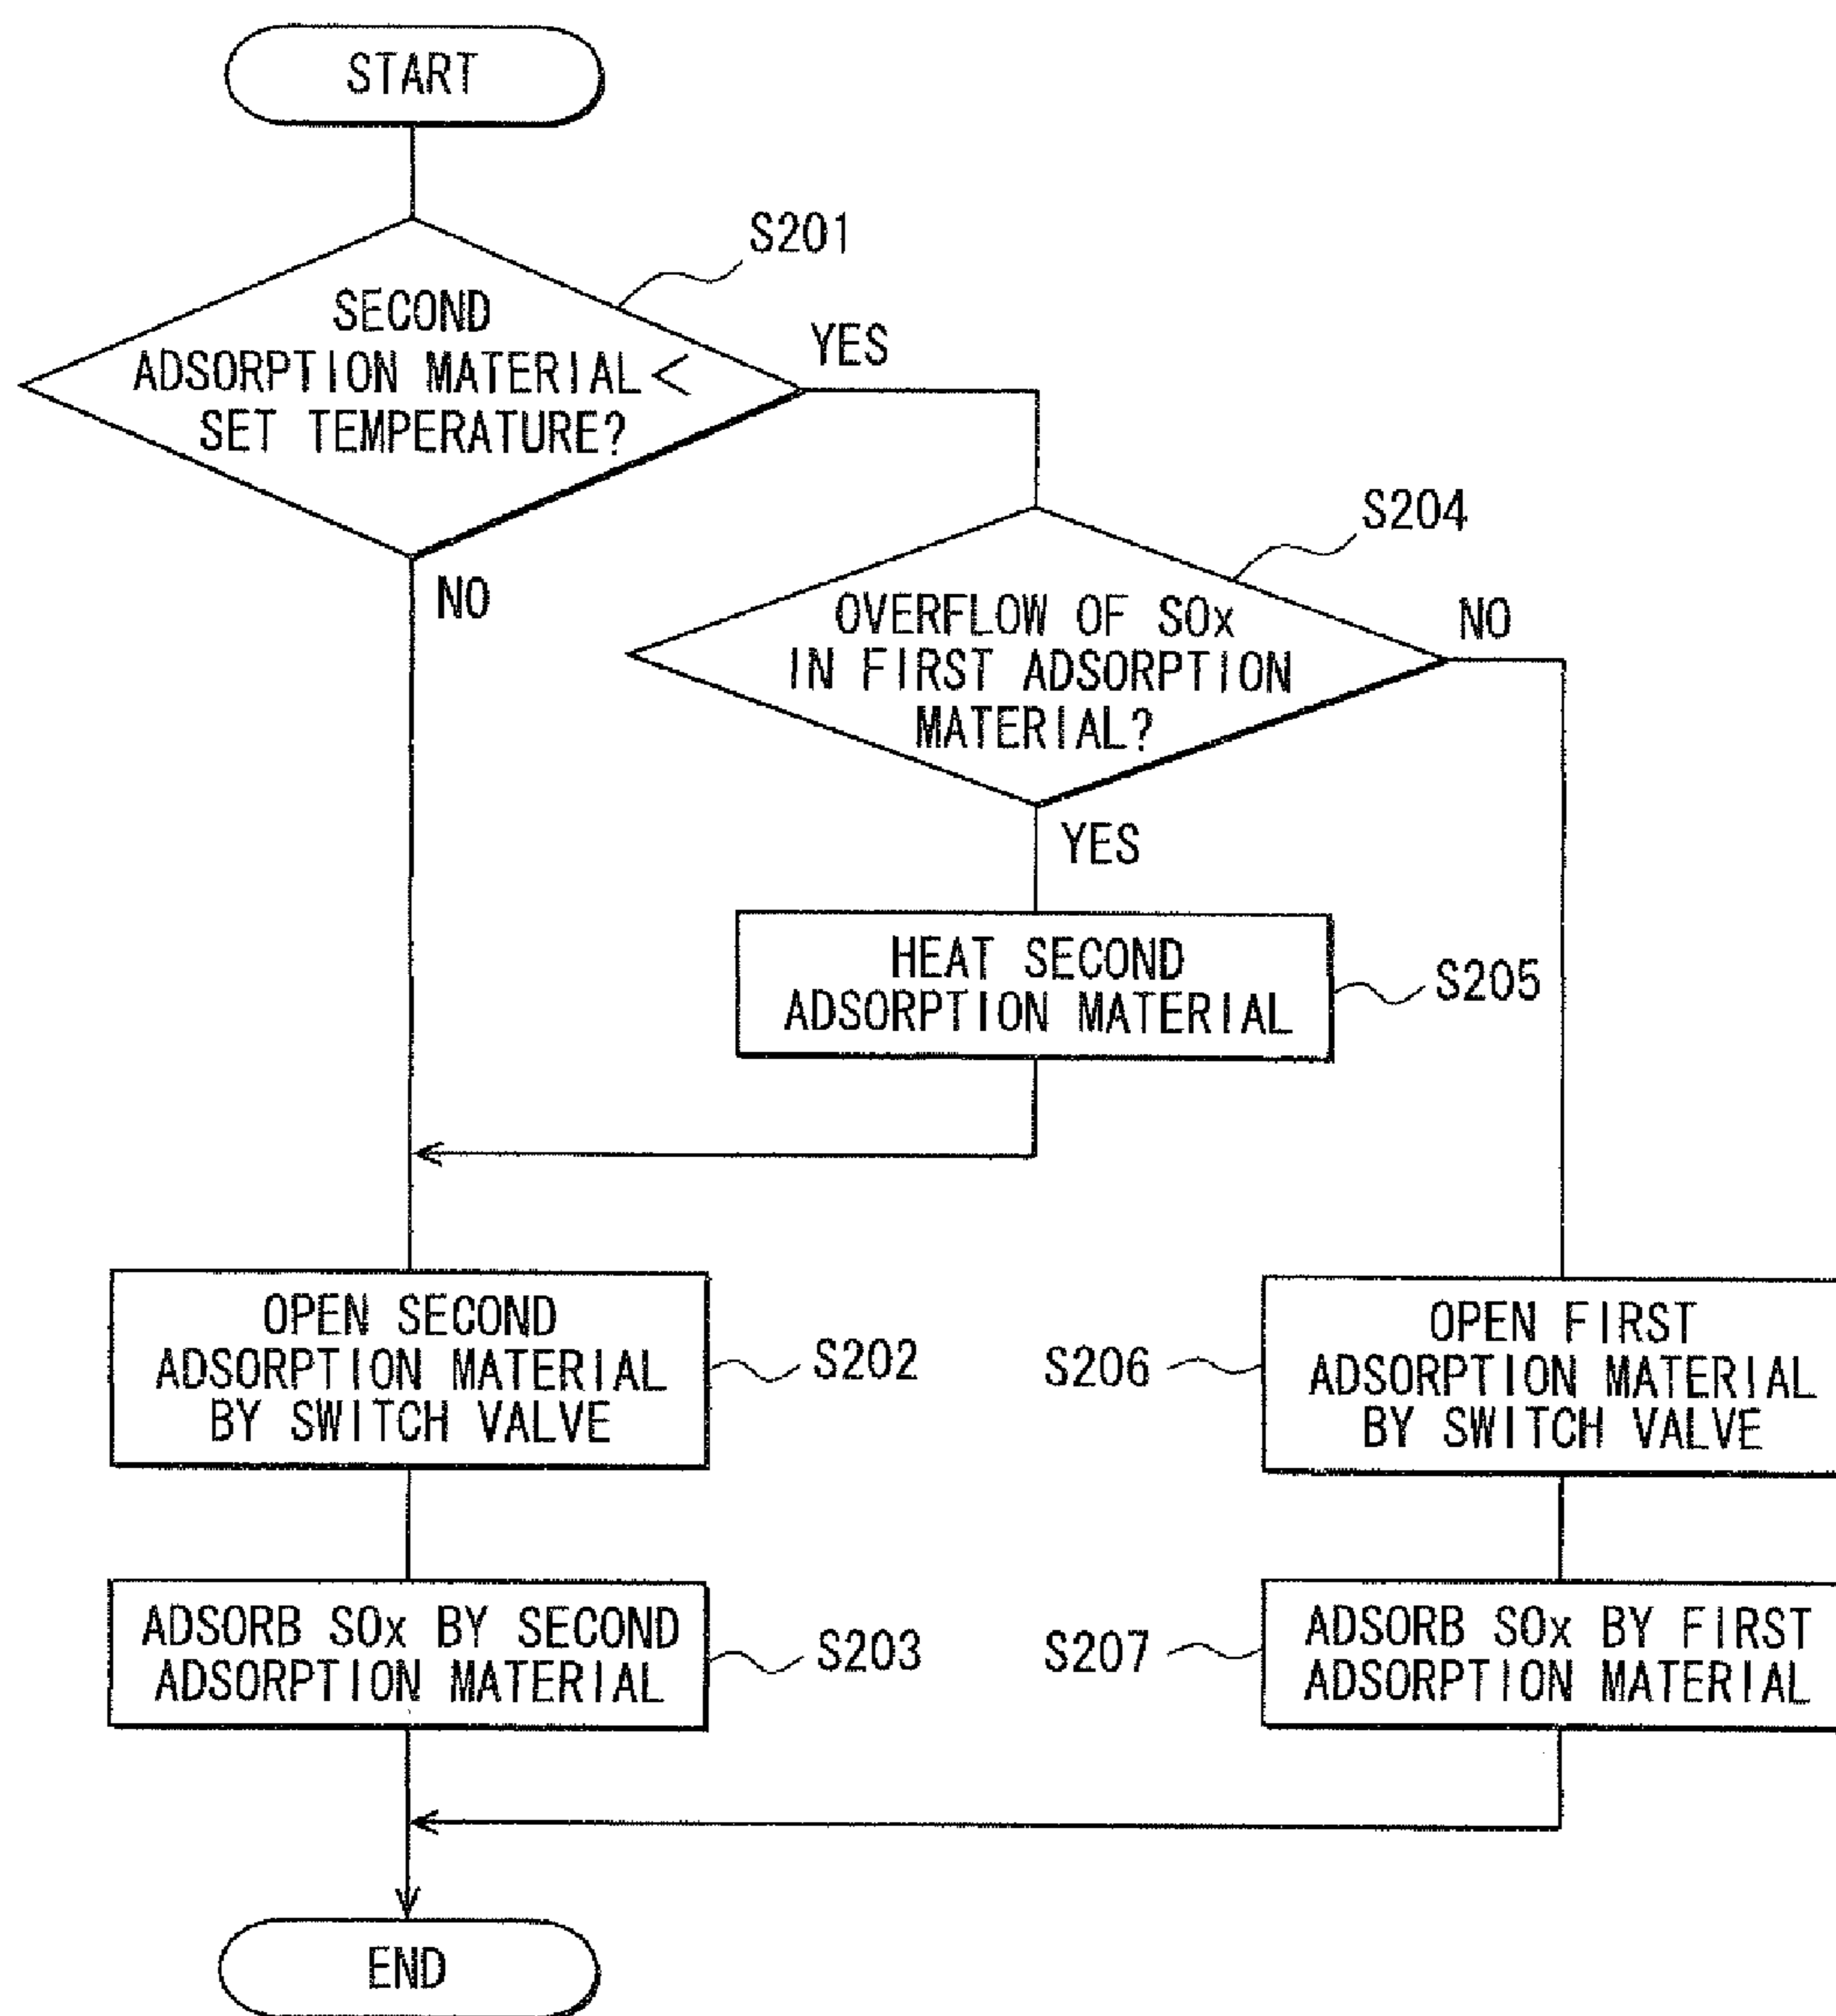 START
S201
SECOND
ADSORPTION MATERIAL <
SET TEMPERATURE?
YES
NO
S204
OVERFLOW OF SOx
IN FIRST ADSORPTION
MATERIAL?
NO
YES
HEAT SECOND
ADSORPTION MATERIAL
S205
OPEN SECOND
ADSORPTION MATERIAL
BY SWITCH VALVE
S202
S206
OPEN FIRST
ADSORPTION MATERIAL
BY SWITCH VALVE
ADSORB SOx BY SECOND
ADSORPTION MATERIAL
S203
S207
ADSORB SOx BY FIRST
ADSORPTION MATERIAL
END